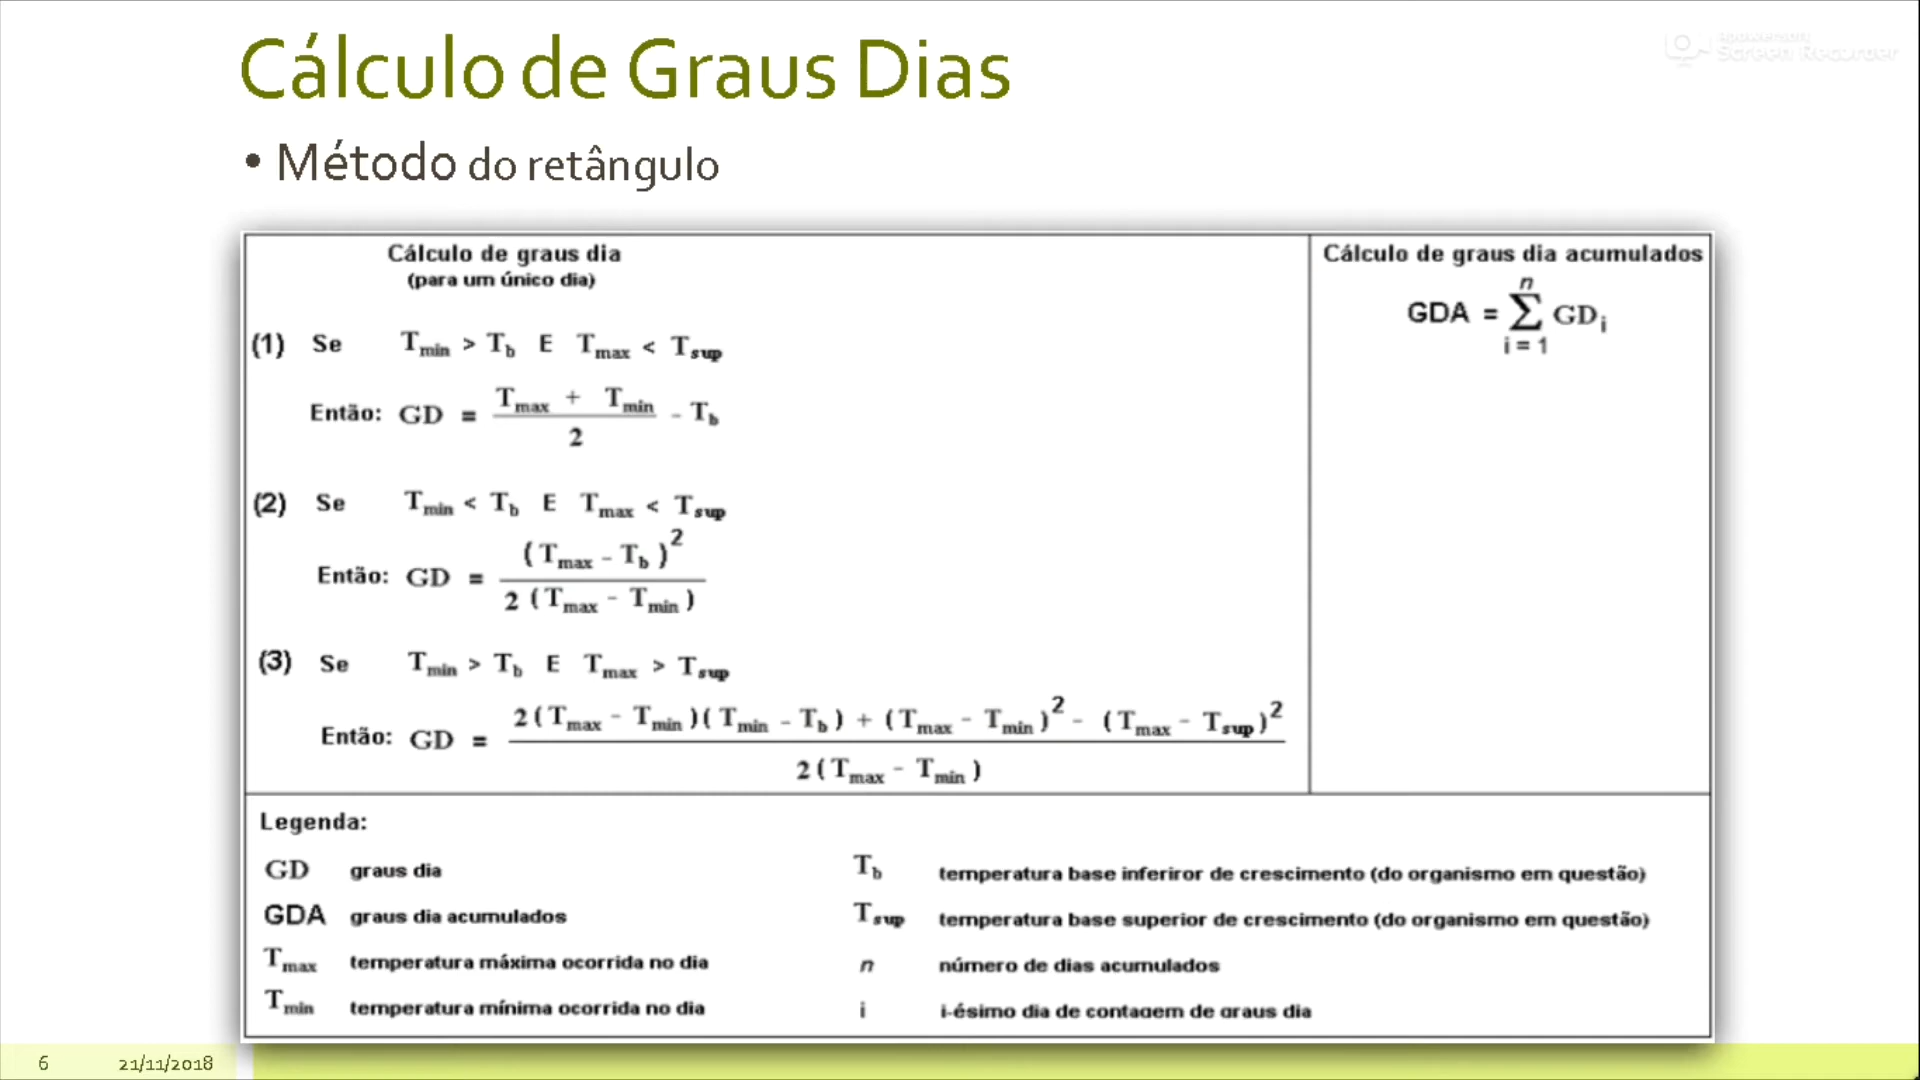 Cálculo de Graus Dias
Apowersoft
Screen Recorder
• Método do retângulo
Cálculo de graus dia
(para um único dia)
(1) Se Tmin > Tb E Tmax < Tsup
Então: GD = (Tmax + Tmin) / 2 - Tb
(2) Se Tmin < Tb E Tmax < Tsup
Então: GD = (Tmax - Tb)² / 2 (Tmax - Tmin)
(3) Se Tmin > Tb E Tmax > Tsup
Então: GD = 2(Tmax - Tmin)(Tmin - Tb) + (Tmax - Tmin)² - (Tmax - Tsup)² / 2(Tmax - Tmin)
Cálculo de graus dia acumulados
GDA = n ∑ i = 1 GDi
Legenda:
GD graus dia
GDA graus dia acumulados
Tmax temperatura máxima ocorrida no dia
Tmin temperatura mínima ocorrida no dia
Tb temperatura base inferiror de crescimento (do organismo em questão)
Tsup temperatura base superior de crescimento (do organismo em questão)
n número de dias acumulados
i i-ésimo dia de contagem de graus dia
6 21/11/2018